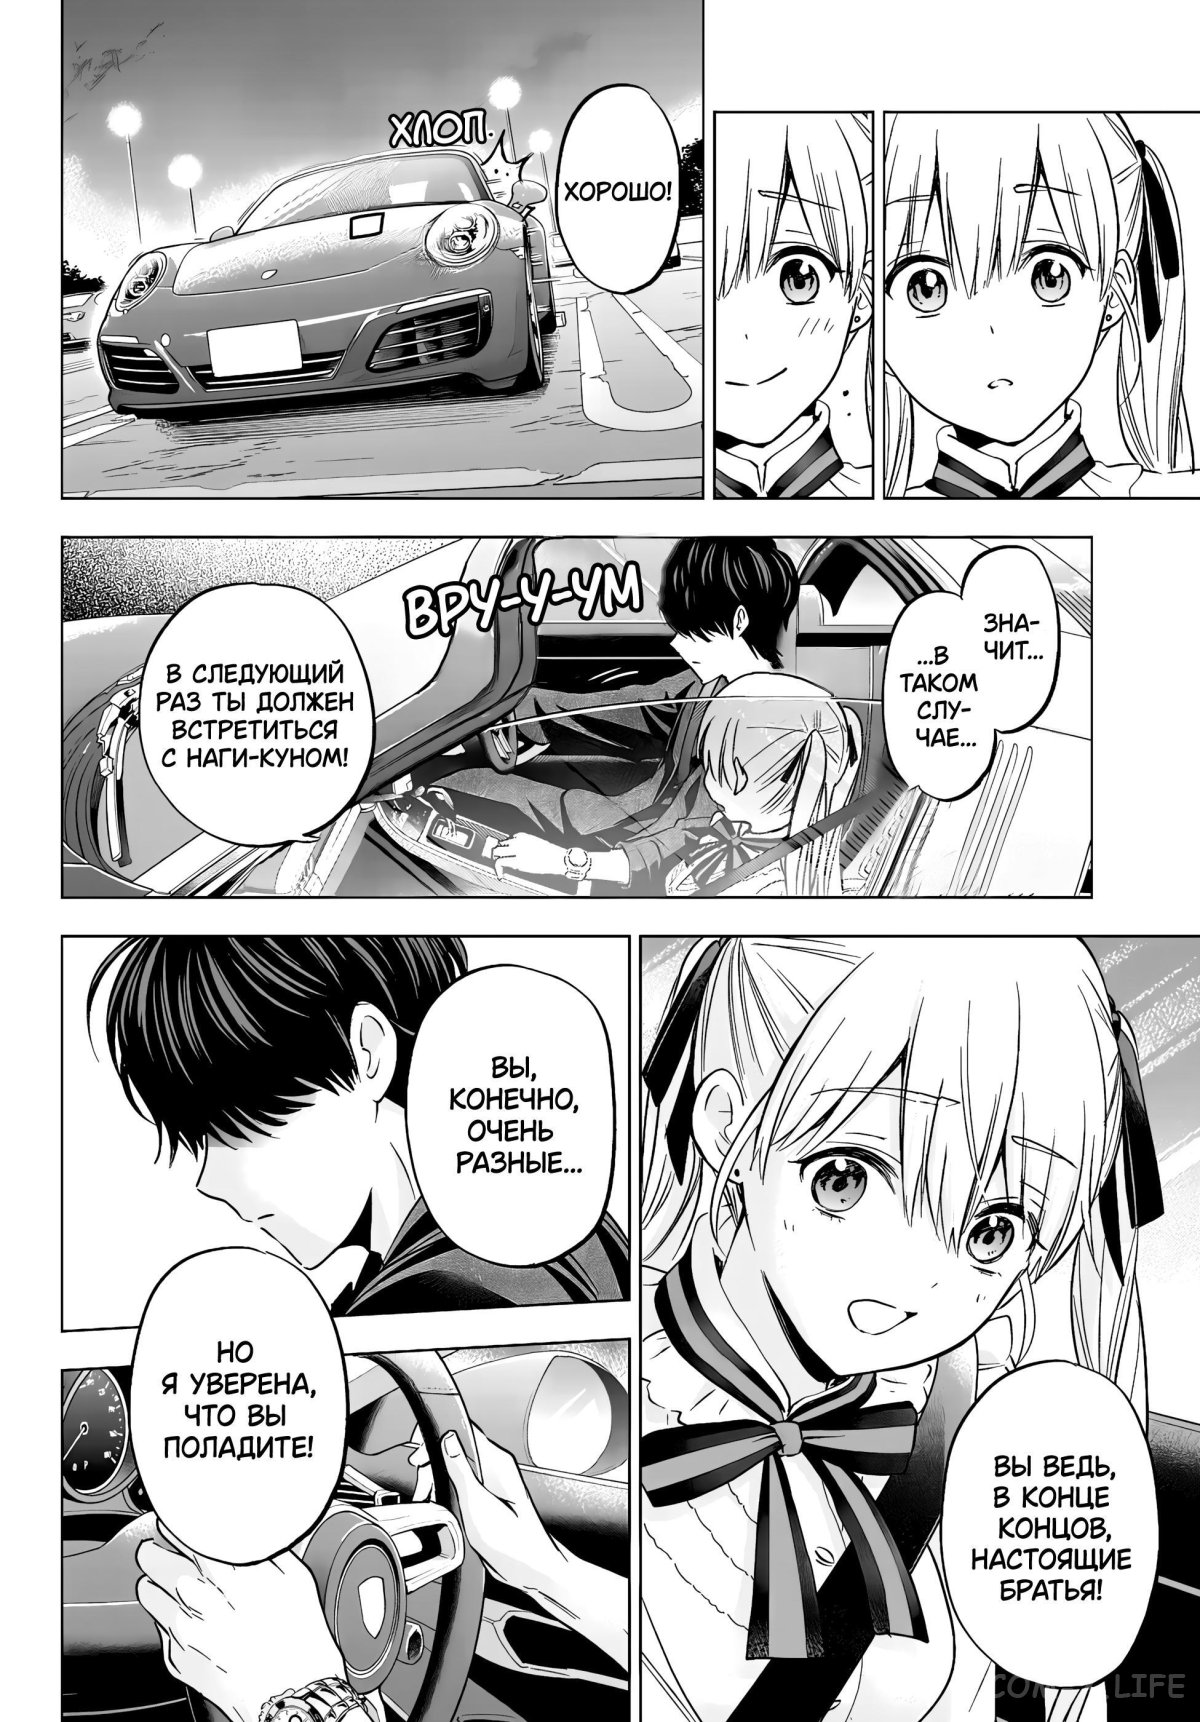 ХОРОШО!
ХЛОП
ЗНА-
ЧИТ...
...В
ТАКОМ
СЛУ-
ЧАЕ...
ВРУ-У-УМ
В СЛЕДУЮЩИЙ
РАЗ ТЫ ДОЛЖЕН
ВСТРЕТИТЬСЯ
С НАГИ-КУНОМ!
ВЫ ВЕДЬ,
В КОНЦЕ
КОНЦОВ,
НАСТОЯЩИЕ
БРАТЬЯ!
ВЫ,
КОНЕЧНО,
ОЧЕНЬ
РАЗНЫЕ...
НО
Я УВЕРЕНА,
ЧТО ВЫ
ПОЛАДИТЕ!